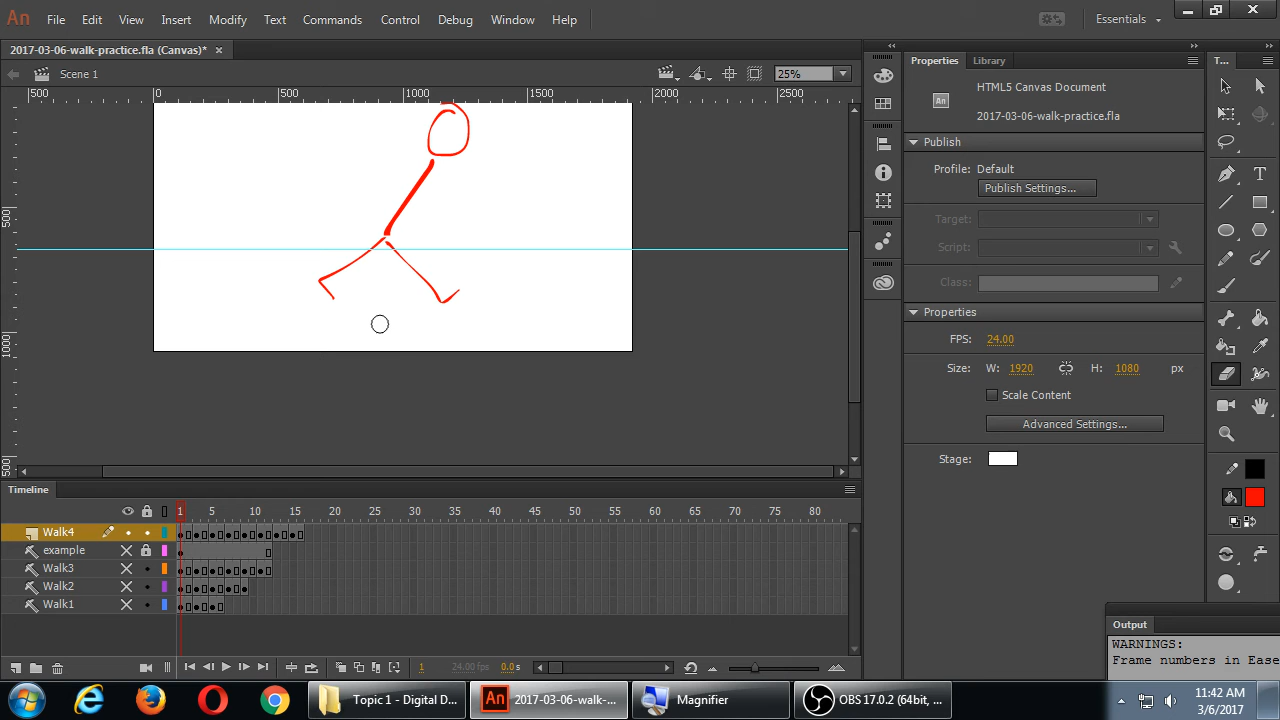 An File Edit View Insert Modify Text Commands Control Debug Window Help Essentials
2017-03-06-walk-practice.fla (Canvas)* ×
Scene 1 25%
500 0 500 1000 1500 2000 2500
500
1000
500
Properties Library
HTML5 Canvas Document
An
2017-03-06-walk-practice.fla
Publish
Profile: Default
Publish Settings...
Target:
Script:
Class:
Properties
FPS: 24.00
Size: W: 1920 H: 1080 px
Scale Content
Advanced Settings...
Stage:
T...
T
Timeline
1 5 10 15 20 25 30 35 40 45 50 55 60 65 70 75 80
Walk4
example
Walk3
Walk2
Walk1
1 24.00 fps 0.0 s
Output
WARNINGS:
Frame numbers in Ease
Topic 1 - Digital D... An 2017-03-06-walk-... Magnifier OBS 17.0.2 (64bit, ...
11:42 AM
3/6/2017